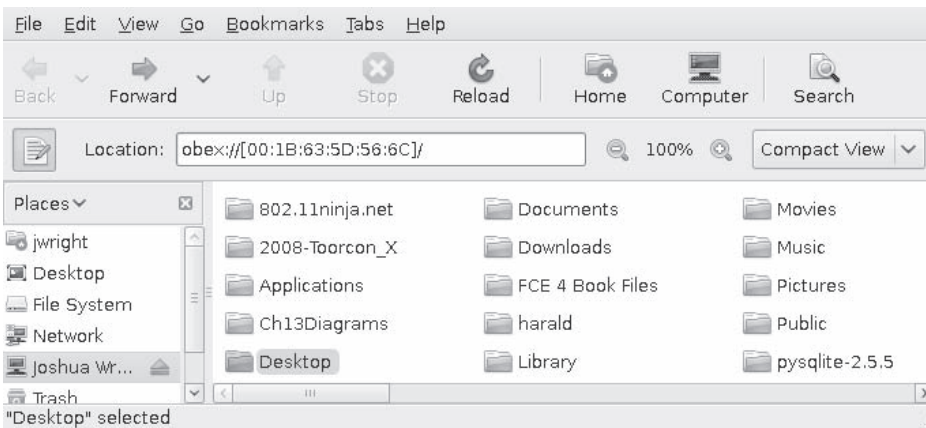 File Edit View Go Bookmarks Tabs Help
Back Forward Up Stop Reload Home Computer Search
Location: obex://[00:1B:63:5D:56:6C]/ 100% Compact View
Places
jwright
Desktop
File System
Network
Joshua Wr...
Trash
802.11ninja.net Documents Movies
2008-Toorcon_X Downloads Music
Applications FCE 4 Book Files Pictures
Ch13Diagrams harald Public
Desktop Library pysqlite-2.5.5
"Desktop" selected